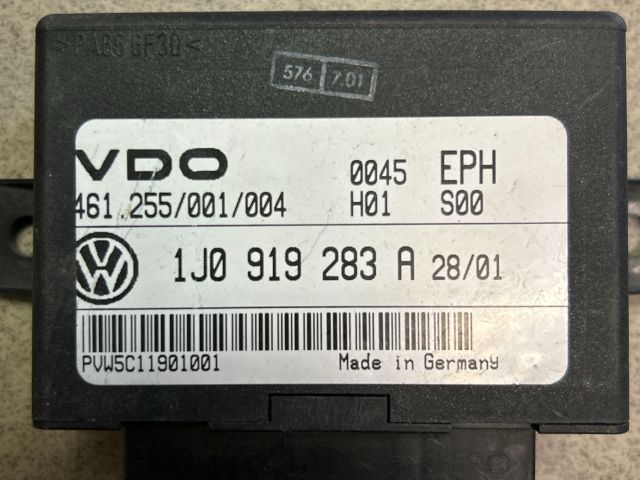 >PA66 GF30<
576 7.01
VDO 0045 EPH
461.255/001/004 H01 S00
VW 1J0 919 283 A 28/01
PVW5C11901001 Made in Germany